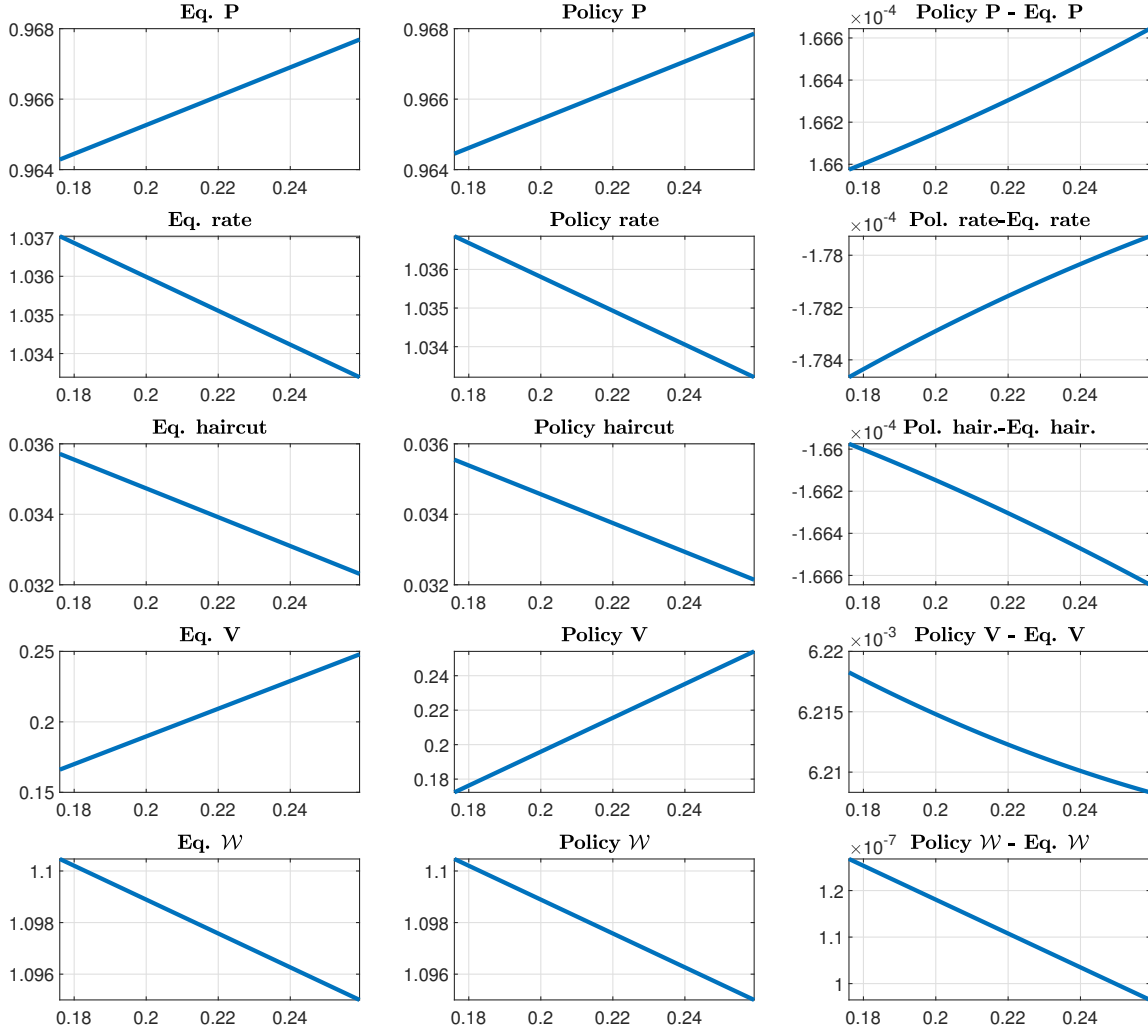 Eq. P
0.968
0.966
0.964
0.18 0.2 0.22 0.24
Policy P
0.968
0.966
0.964
0.18 0.2 0.22 0.24
×10⁻⁴ Policy P - Eq. P
1.666
1.664
1.662
1.66
0.18 0.2 0.22 0.24
Eq. rate
1.037
1.036
1.035
1.034
0.18 0.2 0.22 0.24
Policy rate
1.036
1.035
1.034
0.18 0.2 0.22 0.24
×10⁻⁴ Pol. rate-Eq. rate
-1.78
-1.782
-1.784
0.18 0.2 0.22 0.24
Eq. haircut
0.036
0.034
0.032
0.18 0.2 0.22 0.24
Policy haircut
0.036
0.034
0.032
0.18 0.2 0.22 0.24
×10⁻⁴ Pol. hair.-Eq. hair.
-1.66
-1.662
-1.664
-1.666
0.18 0.2 0.22 0.24
Eq. V
0.25
0.2
0.15
0.18 0.2 0.22 0.24
Policy V
0.24
0.22
0.2
0.18
0.18 0.2 0.22 0.24
×10⁻³ Policy V - Eq. V
6.22
6.215
6.21
0.18 0.2 0.22 0.24
Eq. 𝒲
1.1
1.098
1.096
0.18 0.2 0.22 0.24
Policy 𝒲
1.1
1.098
1.096
0.18 0.2 0.22 0.24
×10⁻⁷ Policy 𝒲 - Eq. 𝒲
1.2
1.1
1
0.18 0.2 0.22 0.24